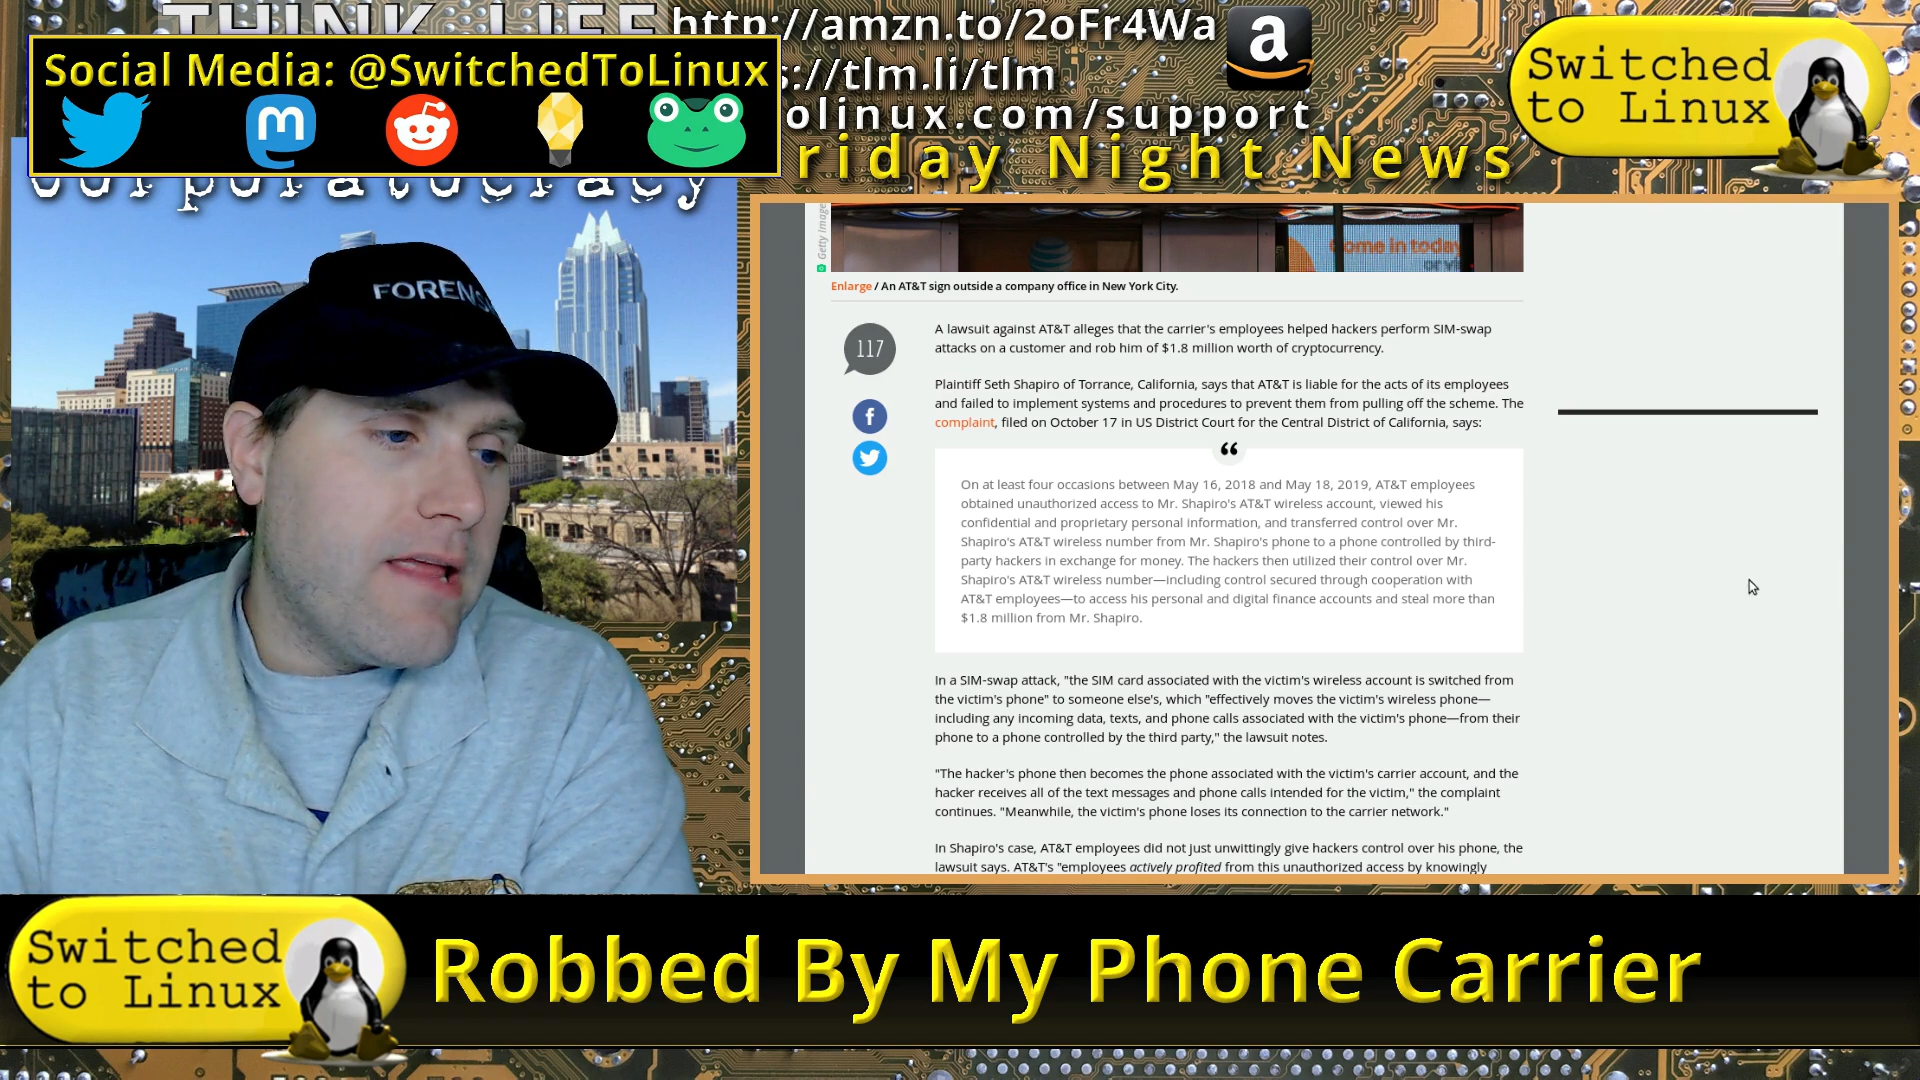 THINK LIFE
http://amzn.to/2oFr4Wa
a
Social Media: @SwitchedToLinux
s://tlm.li/tlm
olinux.com/support
riday Night News
m
corporatocracy
Switched
to Linux
FORENS
Getty Image
Come in today
or vi
Enlarge / An AT&T sign outside a company office in New York City.
117
A lawsuit against AT&T alleges that the carrier's employees helped hackers perform SIM-swap
attacks on a customer and rob him of $1.8 million worth of cryptocurrency.
Plaintiff Seth Shapiro of Torrance, California, says that AT&T is liable for the acts of its employees
and failed to implement systems and procedures to prevent them from pulling off the scheme. The
complaint, filed on October 17 in US District Court for the Central District of California, says:
f
“
On at least four occasions between May 16, 2018 and May 18, 2019, AT&T employees
obtained unauthorized access to Mr. Shapiro's AT&T wireless account, viewed his
confidential and proprietary personal information, and transferred control over Mr.
Shapiro's AT&T wireless number from Mr. Shapiro's phone to a phone controlled by third-
party hackers in exchange for money. The hackers then utilized their control over Mr.
Shapiro's AT&T wireless number—including control secured through cooperation with
AT&T employees—to access his personal and digital finance accounts and steal more than
$1.8 million from Mr. Shapiro.
In a SIM-swap attack, "the SIM card associated with the victim's wireless account is switched from
the victim's phone" to someone else's, which "effectively moves the victim's wireless phone—
including any incoming data, texts, and phone calls associated with the victim's phone—from their
phone to a phone controlled by the third party," the lawsuit notes.
"The hacker's phone then becomes the phone associated with the victim's carrier account, and the
hacker receives all of the text messages and phone calls intended for the victim," the complaint
continues. "Meanwhile, the victim's phone loses its connection to the carrier network."
In Shapiro's case, AT&T employees did not just unwittingly give hackers control over his phone, the
lawsuit says. AT&T's "employees actively profited from this unauthorized access by knowingly
Switched
to Linux
Robbed By My Phone Carrier